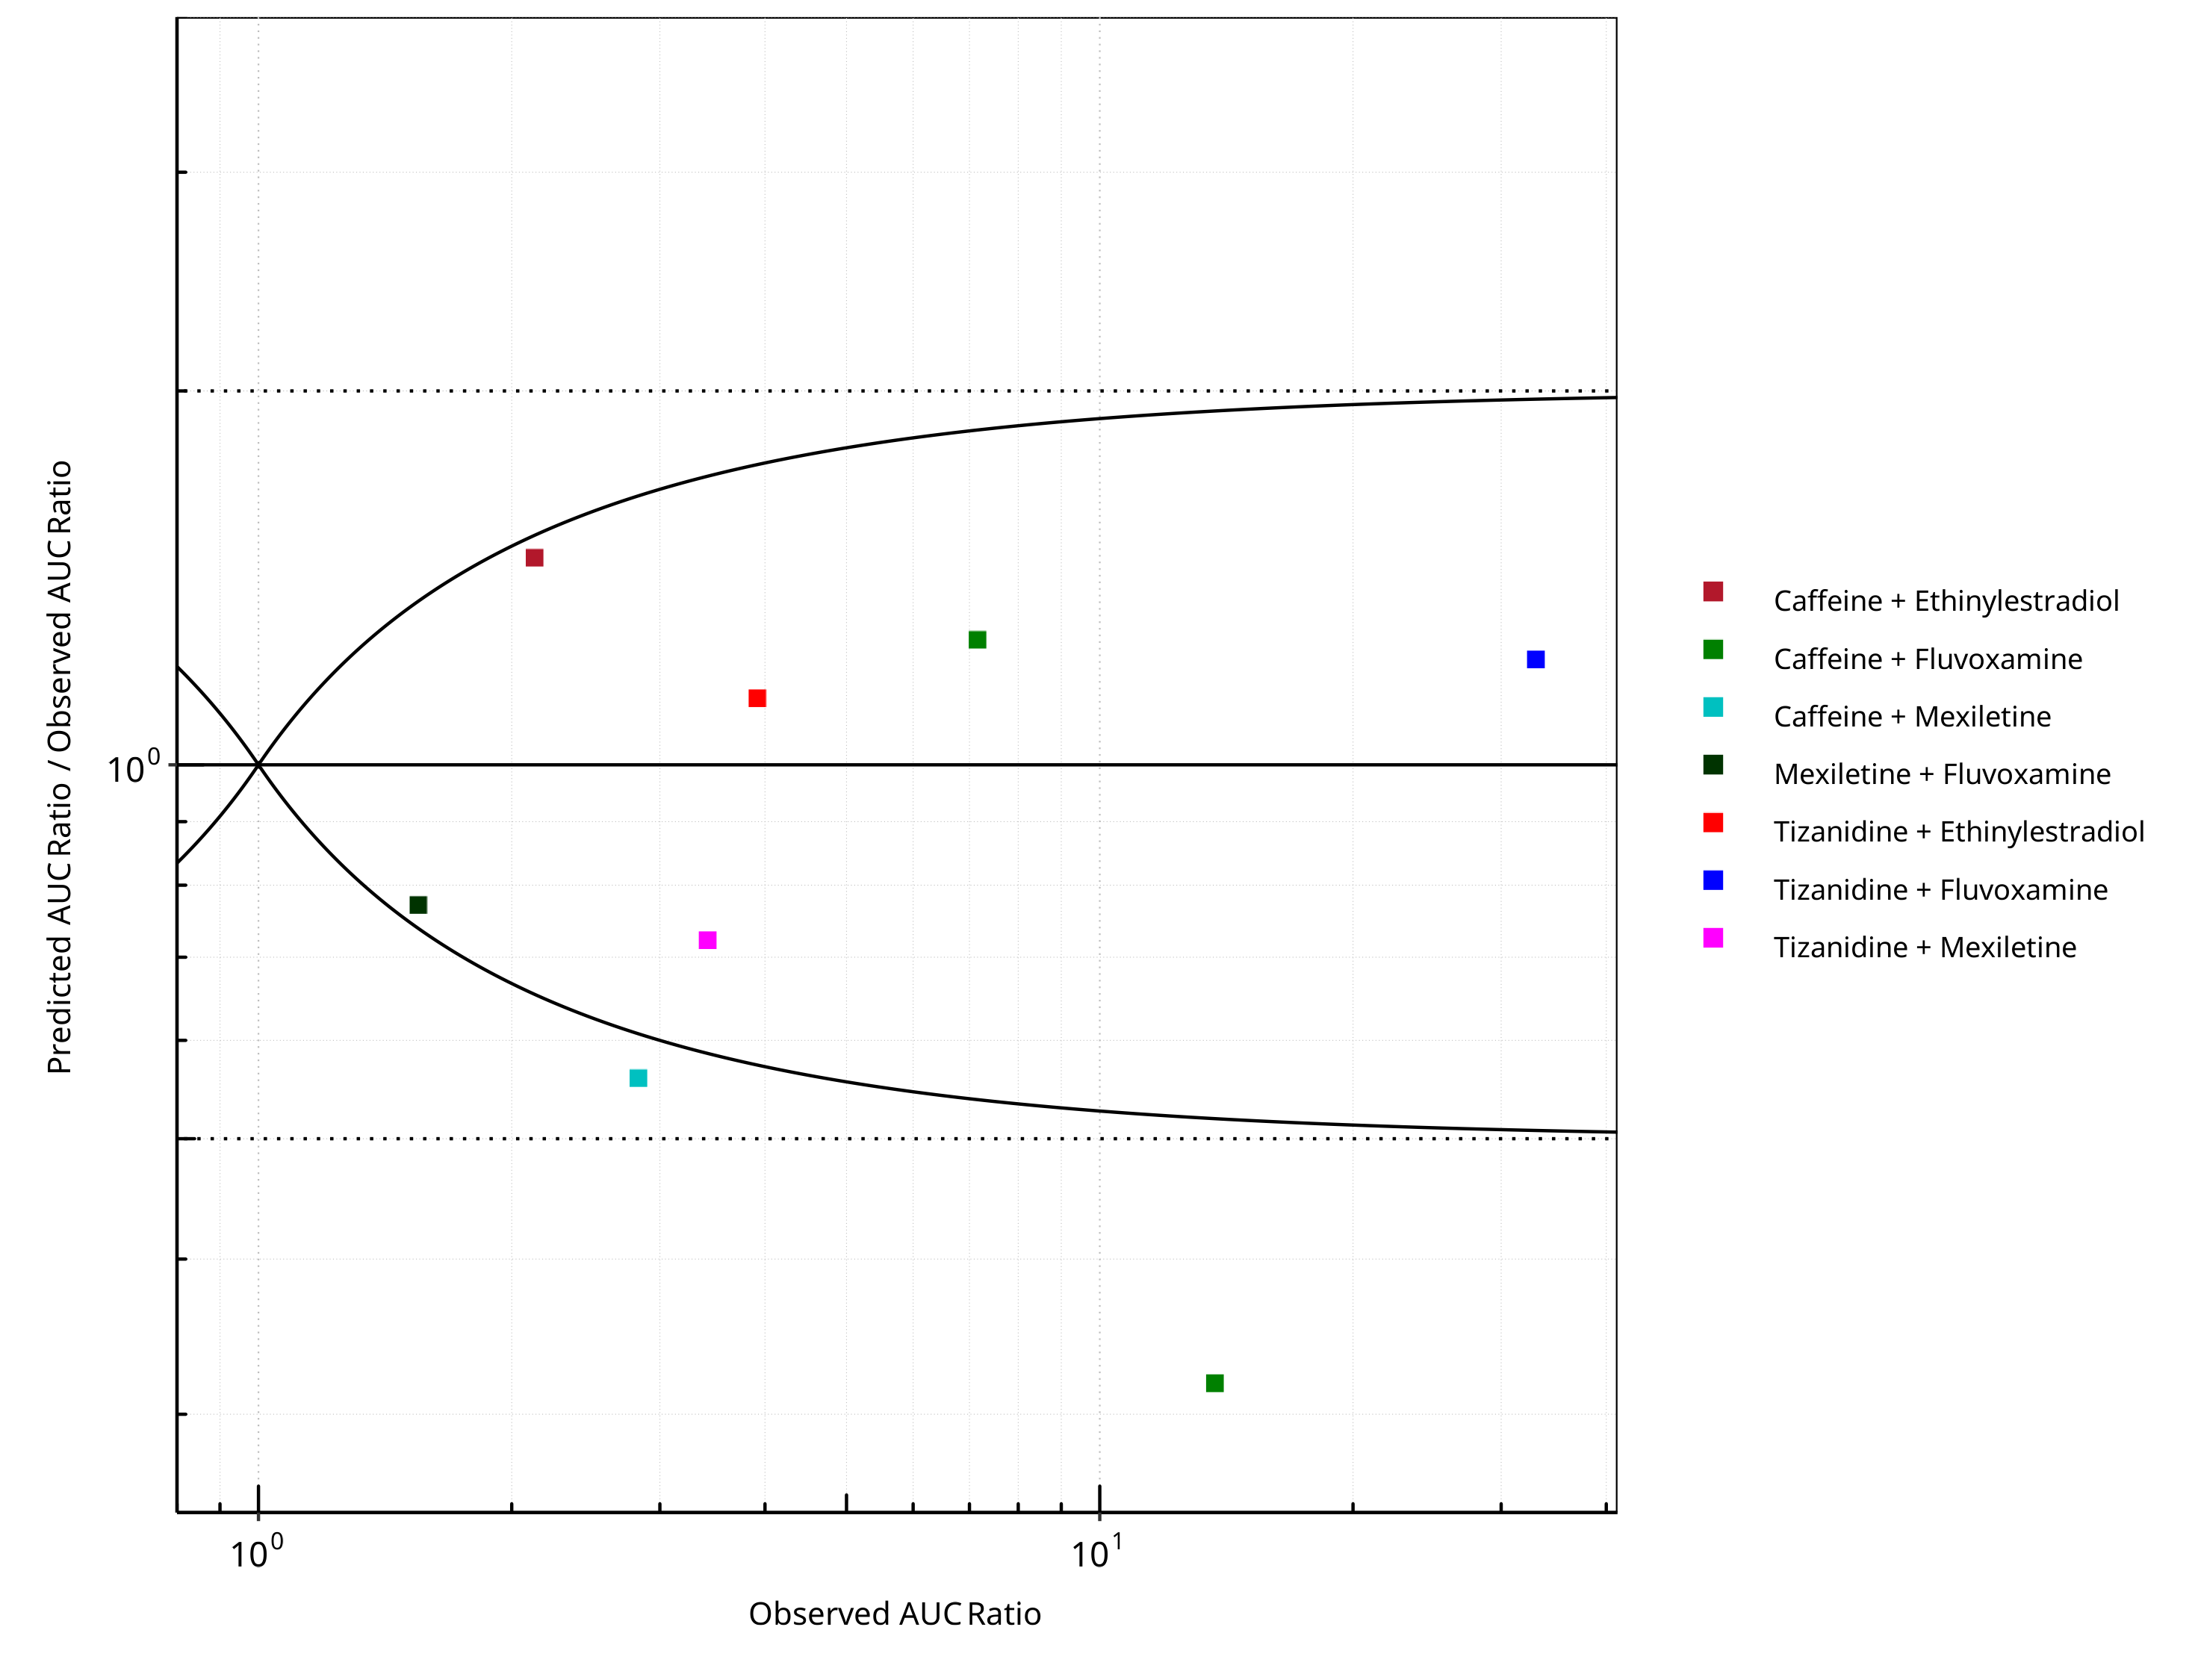 Predicted AUC Ratio / Observed AUC Ratio
10^0
10^0
10^1
Observed AUC Ratio
Caffeine + Ethinylestradiol
Caffeine + Fluvoxamine
Caffeine + Mexiletine
Mexiletine + Fluvoxamine
Tizanidine + Ethinylestradiol
Tizanidine + Fluvoxamine
Tizanidine + Mexiletine